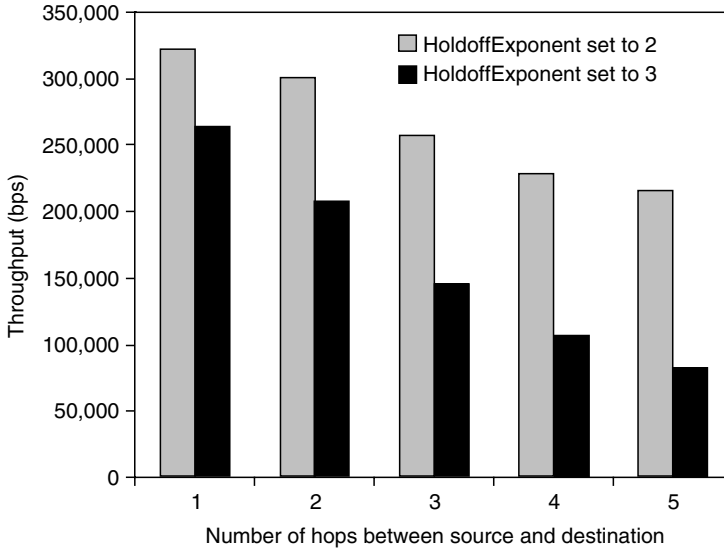 350,000
300,000
250,000
200,000
150,000
100,000
50,000
0
Throughput (bps)
HoldoffExponent set to 2
HoldoffExponent set to 3
1 2 3 4 5
Number of hops between source and destination